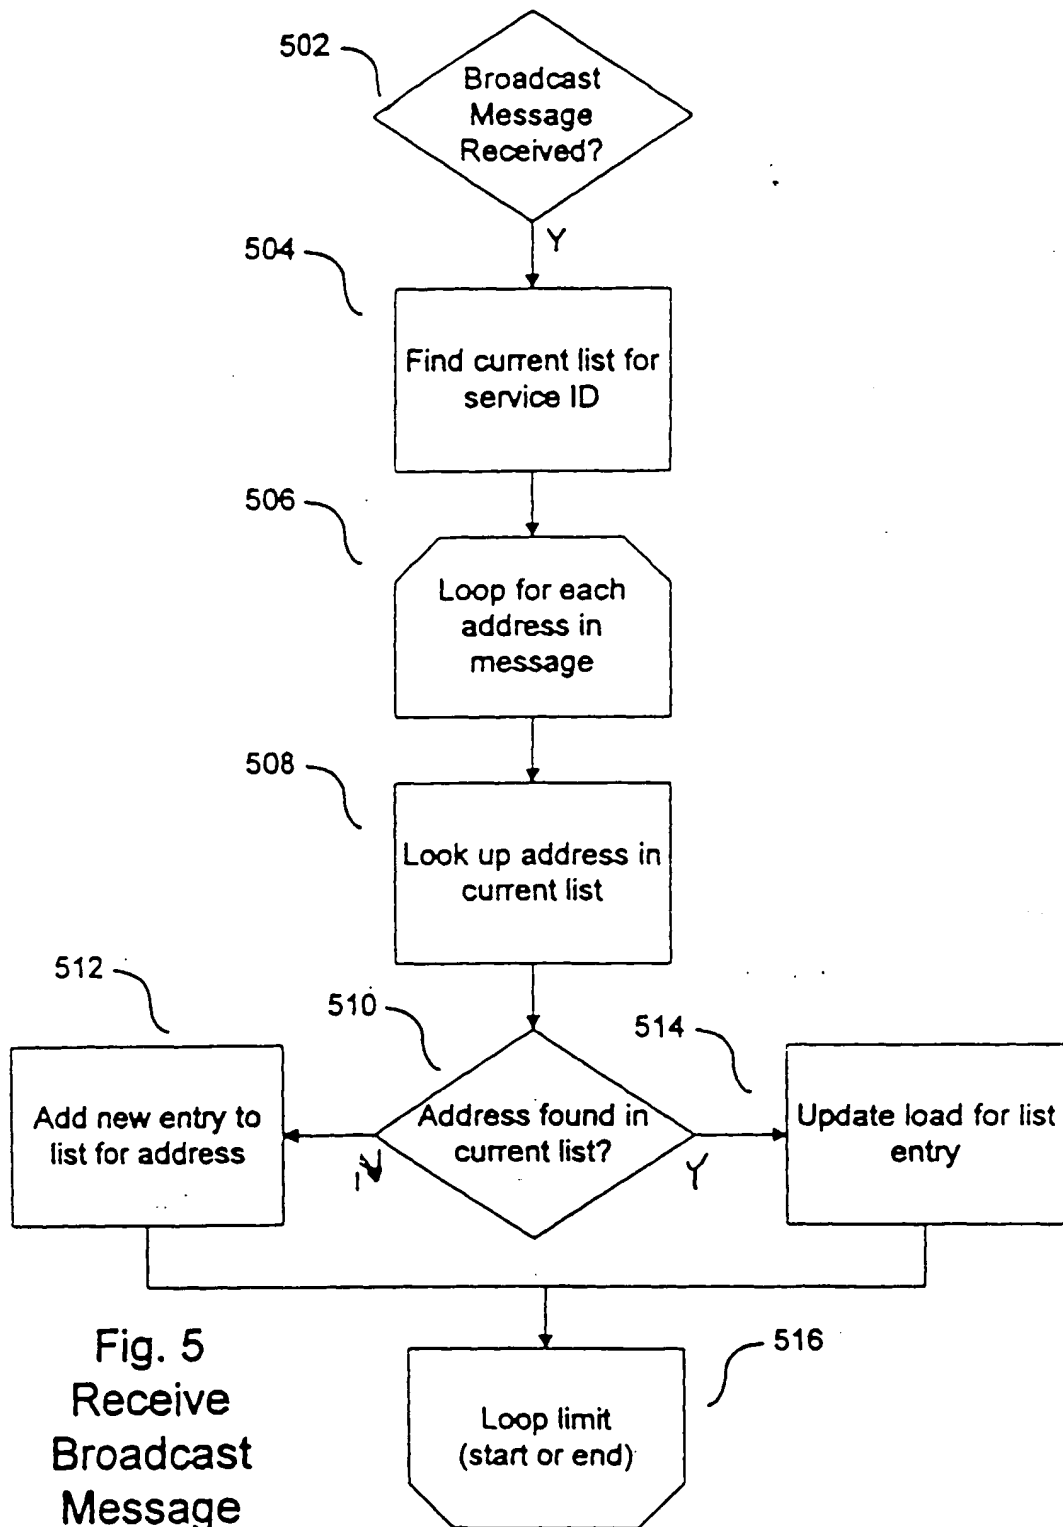 502
Broadcast
Message
Received?
Y
504
Find current list for
service ID
506
Loop for each
address in
message
508
Look up address in
current list
512
510
514
Add new entry to
list for address
Address found in
current list?
Update load for list
entry
N
Y
516
Loop limit
(start or end)
Fig. 5
Receive
Broadcast
Message